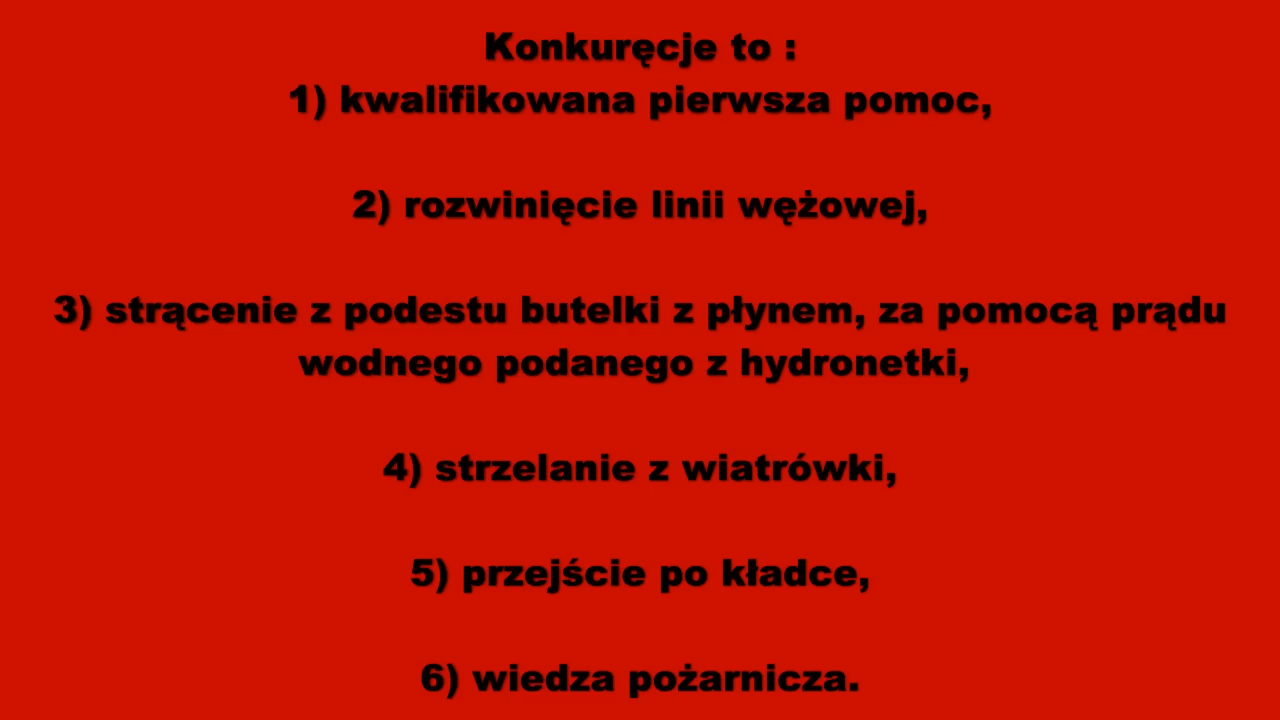 Konkuręcje to :
1) kwalifikowana pierwsza pomoc,
2) rozwinięcie linii wężowej,
3) strącenie z podestu butelki z płynem, za pomocą prądu
wodnego podanego z hydronetki,
4) strzelanie z wiatrówki,
5) przejście po kładce,
6) wiedza pożarnicza.